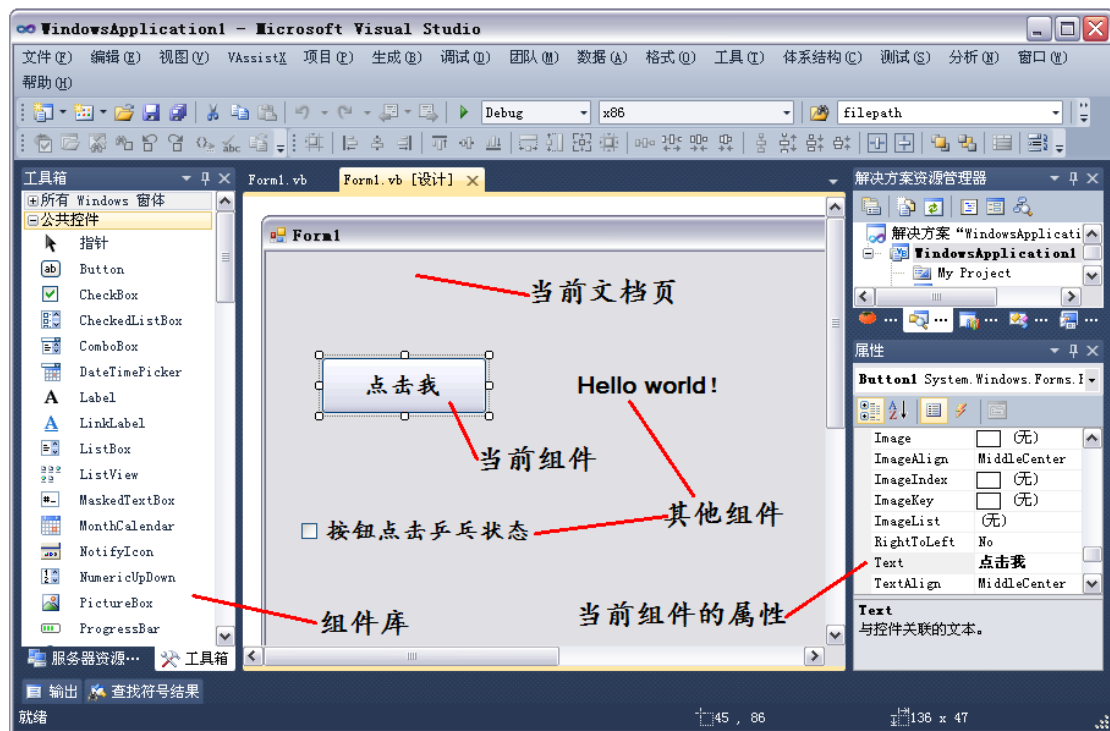 WindowsApplication1 - Microsoft Visual Studio
文件(F) 编辑(E) 视图(V) VAssistX 项目(P) 生成(B) 调试(D) 团队(M) 数据(A) 格式(O) 工具(T) 体系结构(C) 测试(S) 分析(N) 窗口(W)
帮助(H)
Debug x86 filepath
工具箱
所有 Windows 窗体
公共控件
指针
Button
CheckBox
CheckedListBox
ComboBox
DateTimePicker
Label
LinkLabel
ListBox
ListView
MaskedTextBox
MonthCalendar
NotifyIcon
NumericUpDown
PictureBox
ProgressBar
服务器资源… 工具箱
Form1.vb Form1.vb [设计]
Form1
当前文档页
点击我
Hello world!
当前组件
其他组件
按钮点击乒乓状态
组件库
当前组件的属性
解决方案资源管理器
解决方案 “WindowsApplicati
WindowsApplication1
My Project
属性
Button1 System.Windows.Forms.
Image (无)
ImageAlign MiddleCenter
ImageIndex (无)
ImageKey (无)
ImageList (无)
RightToLeft No
Text 点击我
TextAlign MiddleCenter
Text
与控件关联的文本。
输出 查找符号结果
就绪 45 , 86 136 x 47